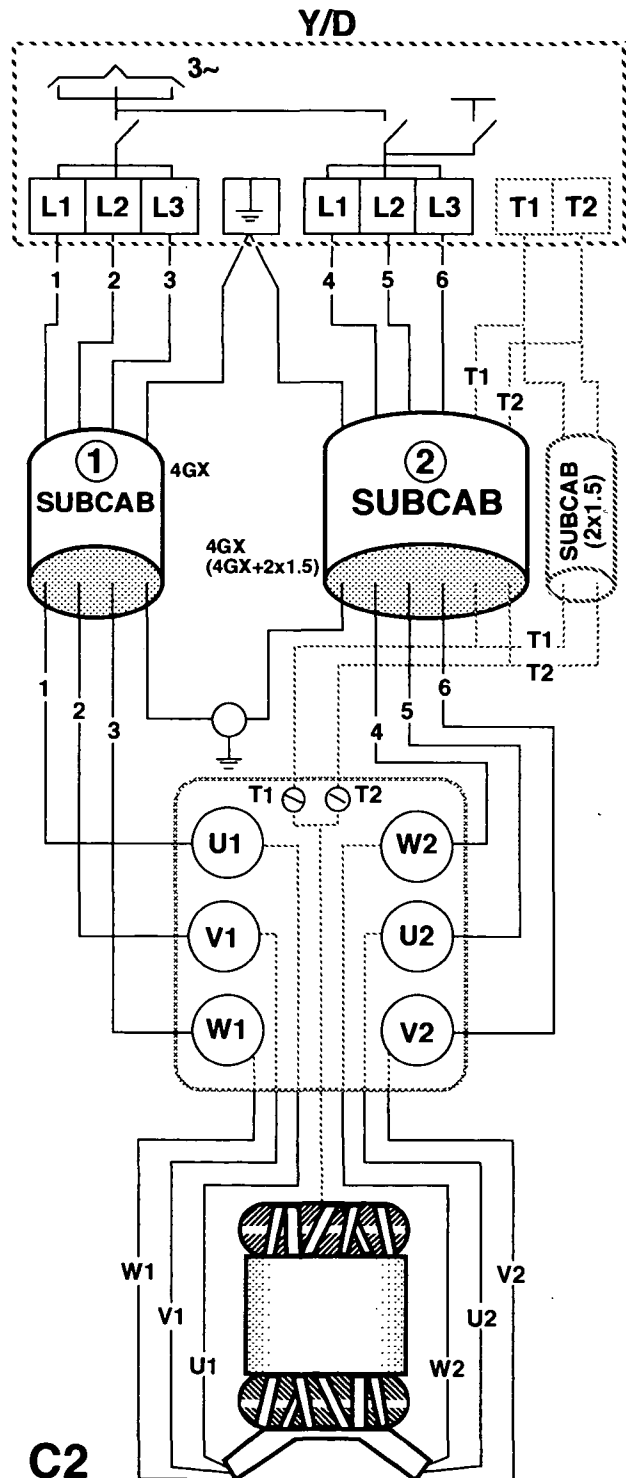 Y/D
3~
L1 L2 L3 L1 L2 L3 T1 T2
1 2 3 4 5 6
T1
T2
1
SUBCAB
4GX
2
SUBCAB
SUBCAB
(2x1.5)
4GX
(4GX+2x1.5)
T1
T2
1 2 3 4 5 6
T1 T2
U1 W2
V1 U2
W1 V2
W1 V1 U1 W2 U2 V2
C2